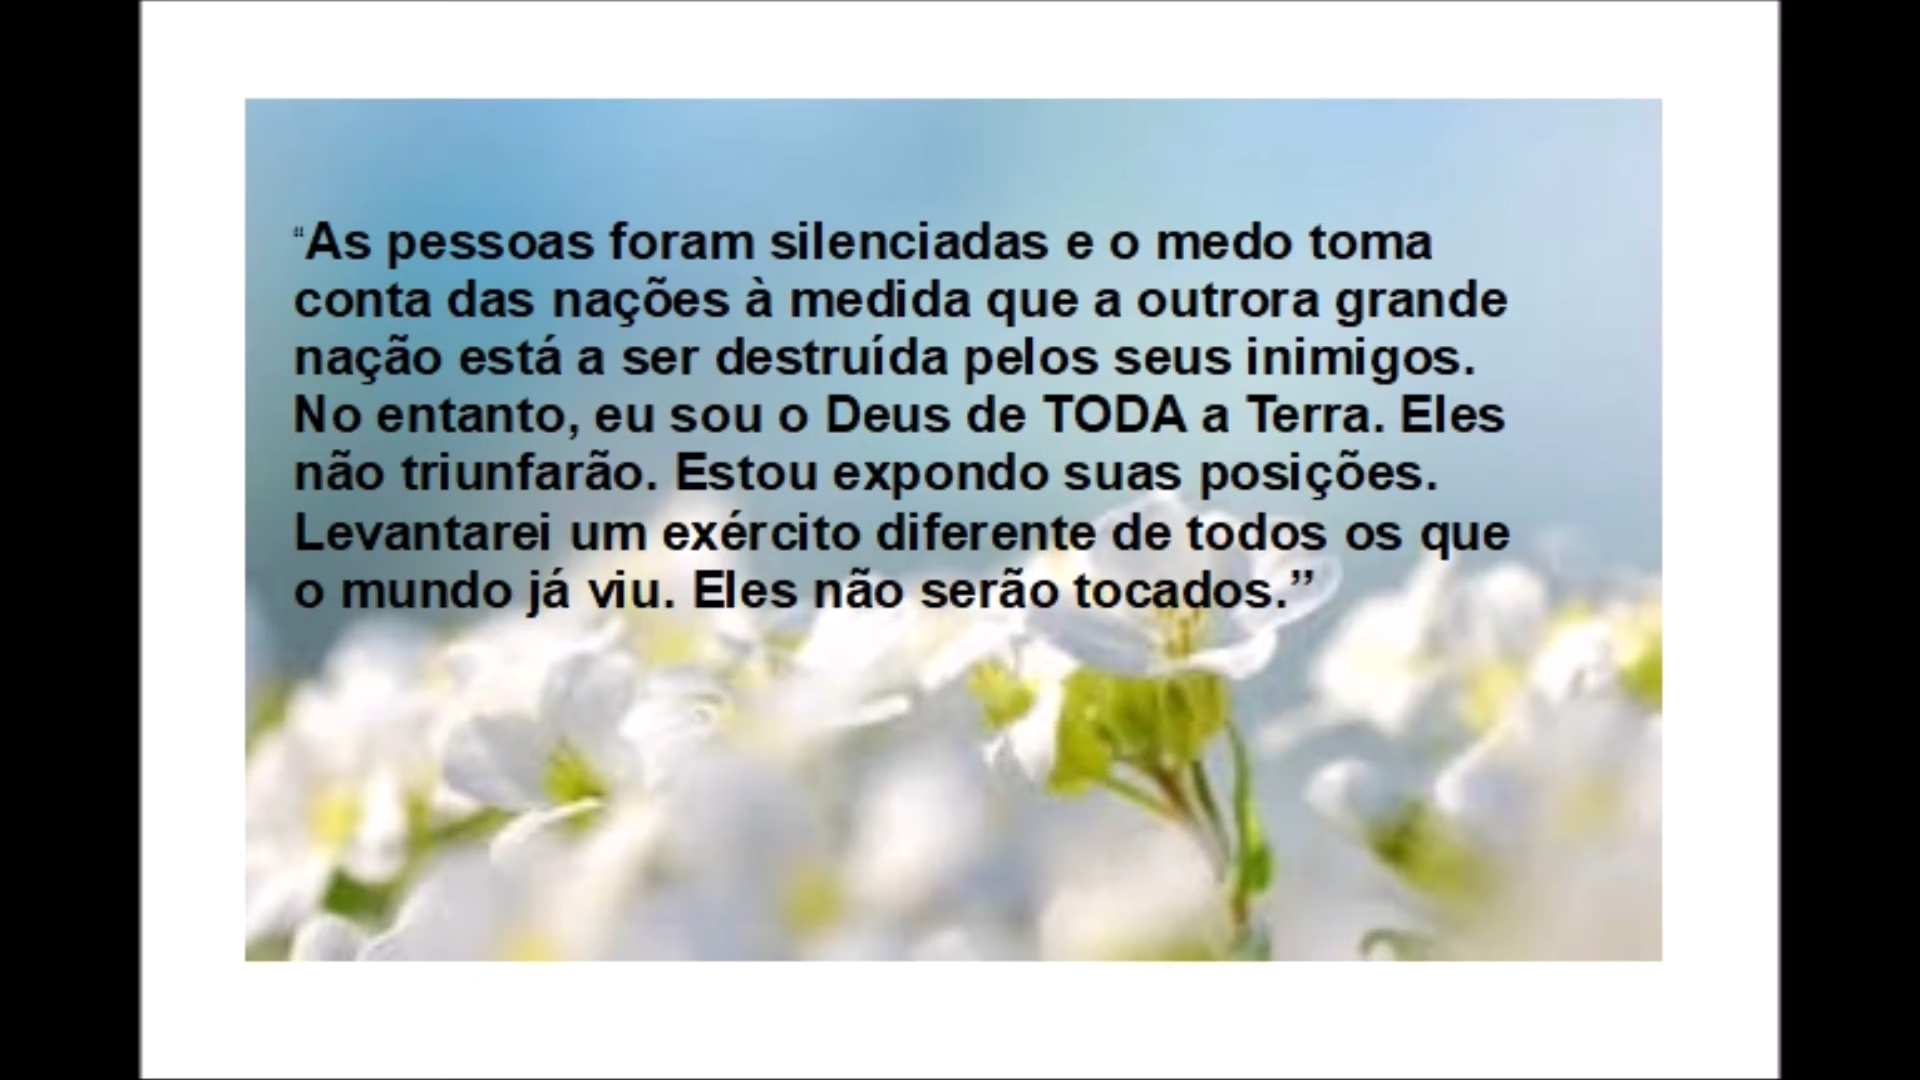 “As pessoas foram silenciadas e o medo toma
conta das nações à medida que a outrora grande
nação está a ser destruída pelos seus inimigos.
No entanto, eu sou o Deus de TODA a Terra. Eles
não triunfarão. Estou expondo suas posições.
Levantarei um exército diferente de todos os que
o mundo já viu. Eles não serão tocados.”